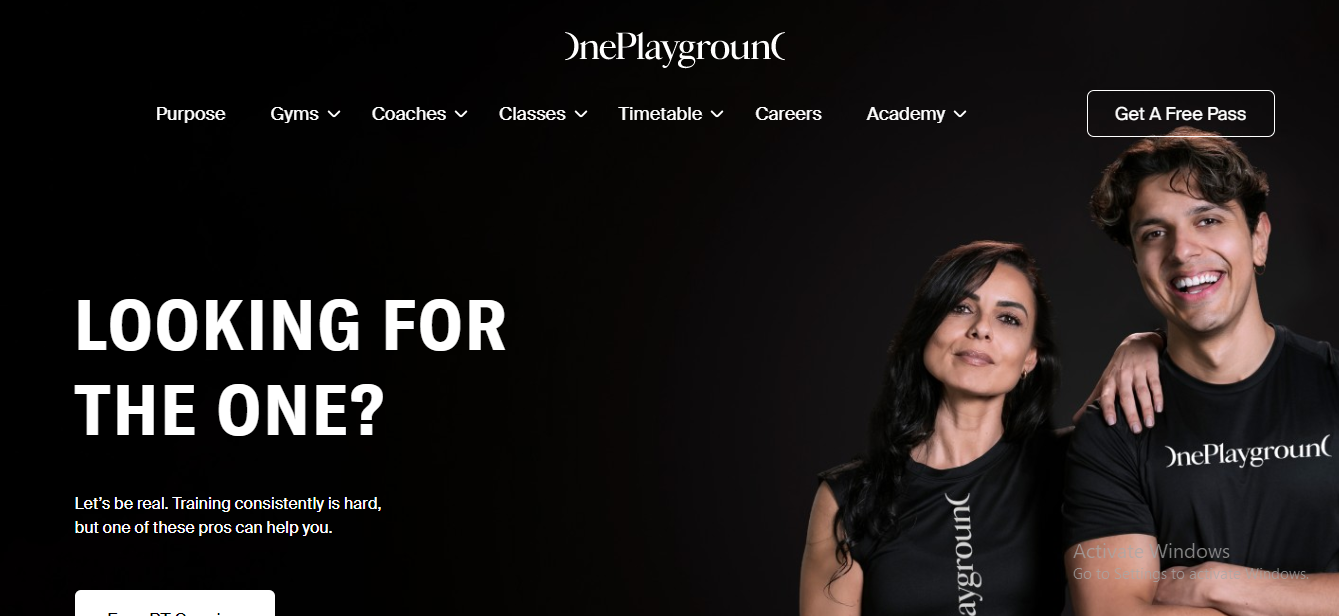 OnePlayground
Purpose
Gyms
Coaches
Classes
Timetable
Careers
Academy
Get A Free Pass
LOOKING FOR
THE ONE?
Let’s be real. Training consistently is hard,
but one of these pros can help you.
OnePlayground
Activate Windows
Go to Settings to activate Windows.